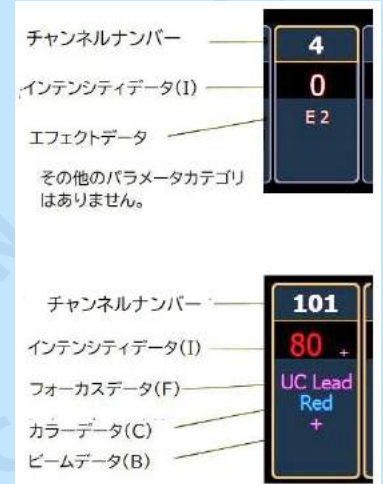 チャンネルナンバー
4
インテンシティデータ(I)
0
エフェクトデータ
E 2
その他のパラメータカテゴリ
はありません。
チャンネルナンバー
101
インテンシティデータ(I)
80 +
フォーカスデータ(F)
UC Lead
カラーデータ(C)
Red
ビームデータ(B)
+